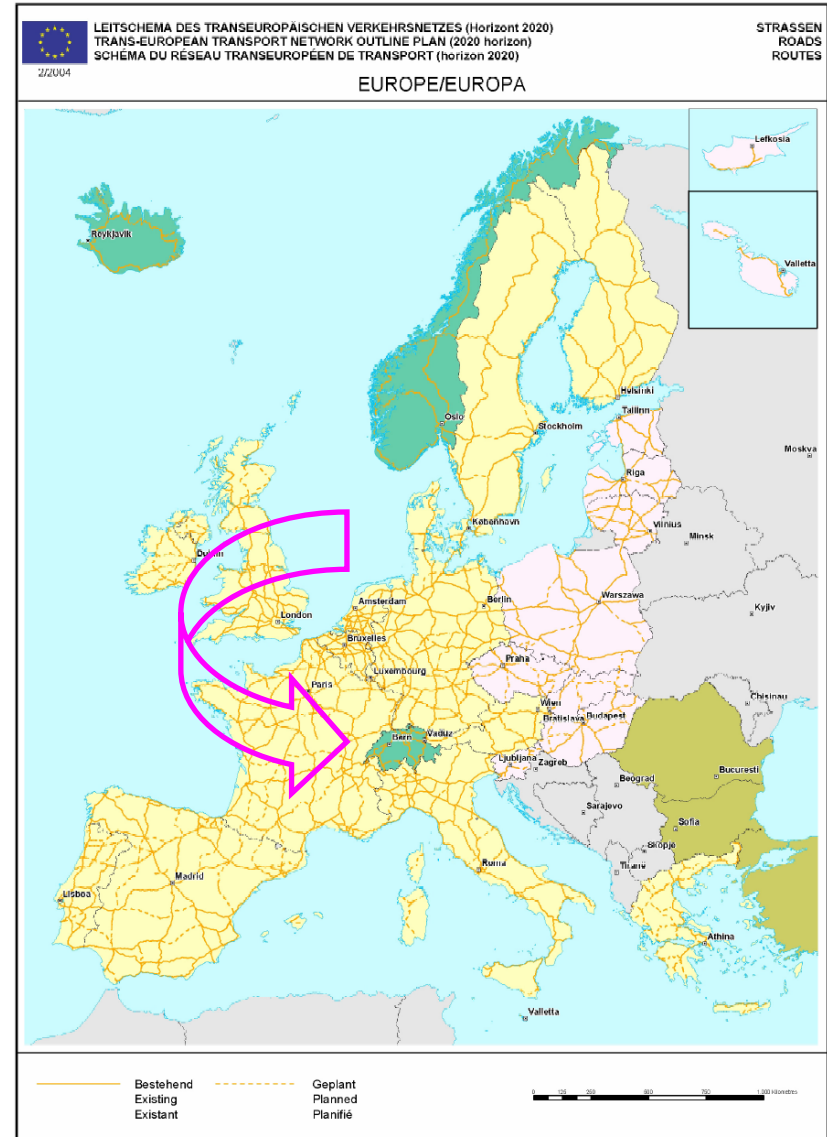 LEITSCHEMA DES TRANSEUROPÄISCHEN VERKEHRSNETZES (Horizont 2020)
TRANS-EUROPEAN TRANSPORT NETWORK OUTLINE PLAN (2020 horizon)
SCHÉMA DU RÉSEAU TRANSEUROPÉEN DE TRANSPORT (horizon 2020)
STRASSEN
ROADS
ROUTES
2/2004
EUROPE/EUROPA
Lefkosia
Valletta
Reykjavik
Helsinki
Tallinn
Oslo
Stockholm
Moskva
Riga
København
Vilnius
Minsk
Dublin
Amsterdam
Berlin
Warszawa
Kyjiv
London
Bruxelles
Praha
Luxembourg
Paris
Chisinau
Wien
Bratislava
Budapest
Vaduz
Bern
Ljubljana
Zagreb
Bucuresti
Beograd
Sarajevo
Sofia
Skopje
Roma
Tiranë
Madrid
Lisboa
Athina
Valletta
Bestehend
Existing
Existant
Geplant
Planned
Planifié
0 125 250 500 750 1.000 Kilometres